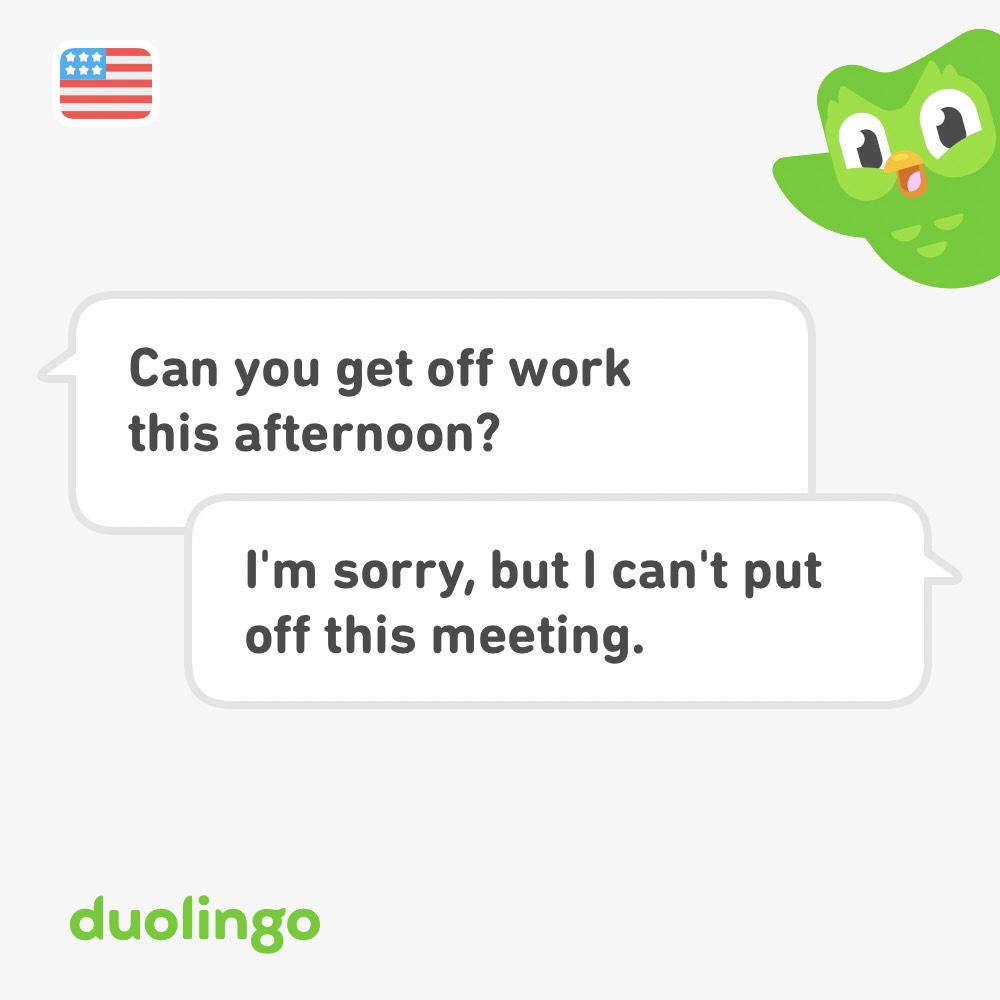 Can you get off work
this afternoon?
I'm sorry, but I can't put
off this meeting.
duolingo